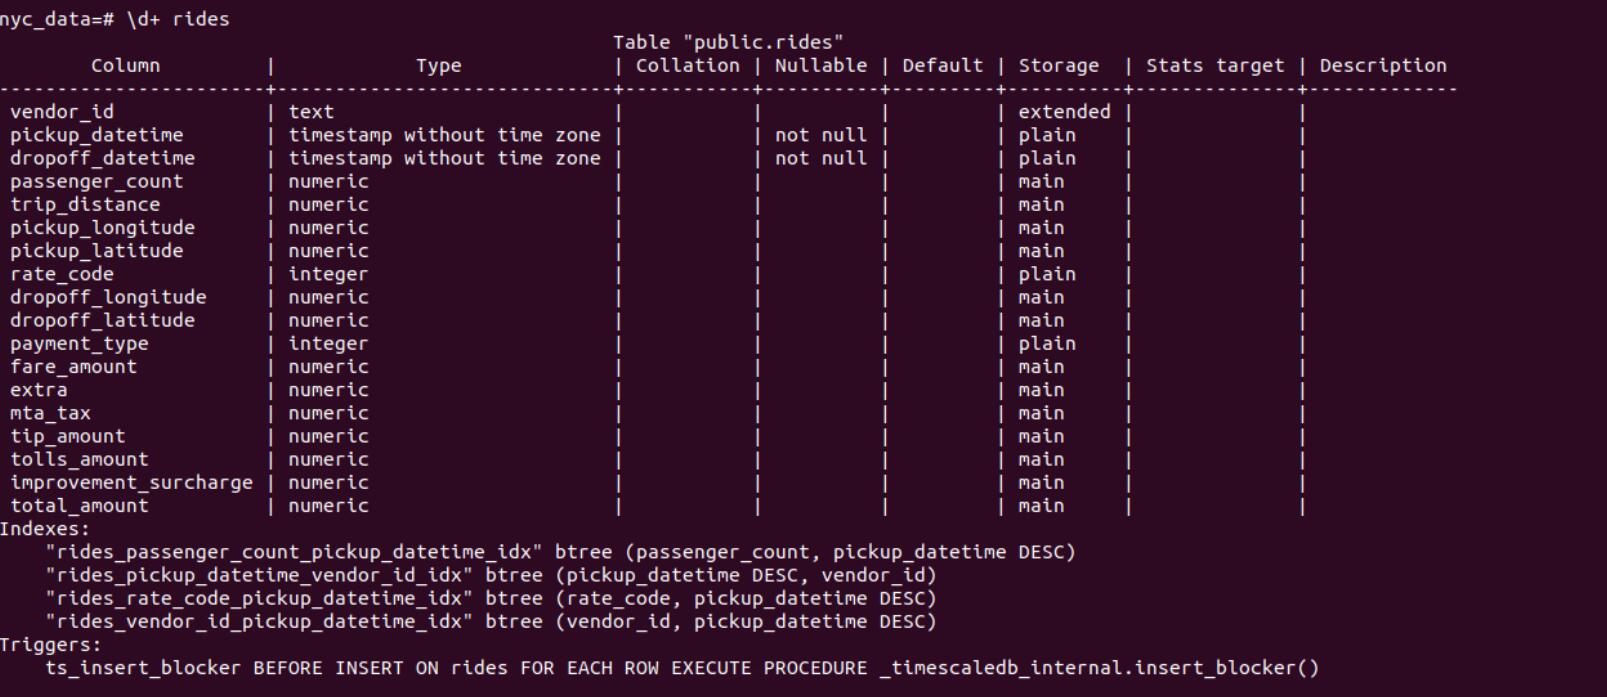 nyc_data=# \d+ rides
Table "public.rides"
Column | Type | Collation | Nullable | Default | Storage | Stats target | Description
-----------------------+-----------------------------+-----------+----------+---------+----------+--------------+-------------
vendor_id | text | | | | extended | |
pickup_datetime | timestamp without time zone | | not null | | plain | |
dropoff_datetime | timestamp without time zone | | not null | | plain | |
passenger_count | numeric | | | | main | |
trip_distance | numeric | | | | main | |
pickup_longitude | numeric | | | | main | |
pickup_latitude | numeric | | | | main | |
rate_code | integer | | | | plain | |
dropoff_longitude | numeric | | | | main | |
dropoff_latitude | numeric | | | | main | |
payment_type | integer | | | | plain | |
fare_amount | numeric | | | | main | |
extra | numeric | | | | main | |
mta_tax | numeric | | | | main | |
tip_amount | numeric | | | | main | |
tolls_amount | numeric | | | | main | |
improvement_surcharge | numeric | | | | main | |
total_amount | numeric | | | | main | |
Indexes:
"rides_passenger_count_pickup_datetime_idx" btree (passenger_count, pickup_datetime DESC)
"rides_pickup_datetime_vendor_id_idx" btree (pickup_datetime DESC, vendor_id)
"rides_rate_code_pickup_datetime_idx" btree (rate_code, pickup_datetime DESC)
"rides_vendor_id_pickup_datetime_idx" btree (vendor_id, pickup_datetime DESC)
Triggers:
ts_insert_blocker BEFORE INSERT ON rides FOR EACH ROW EXECUTE PROCEDURE _timescaledb_internal.insert_blocker()